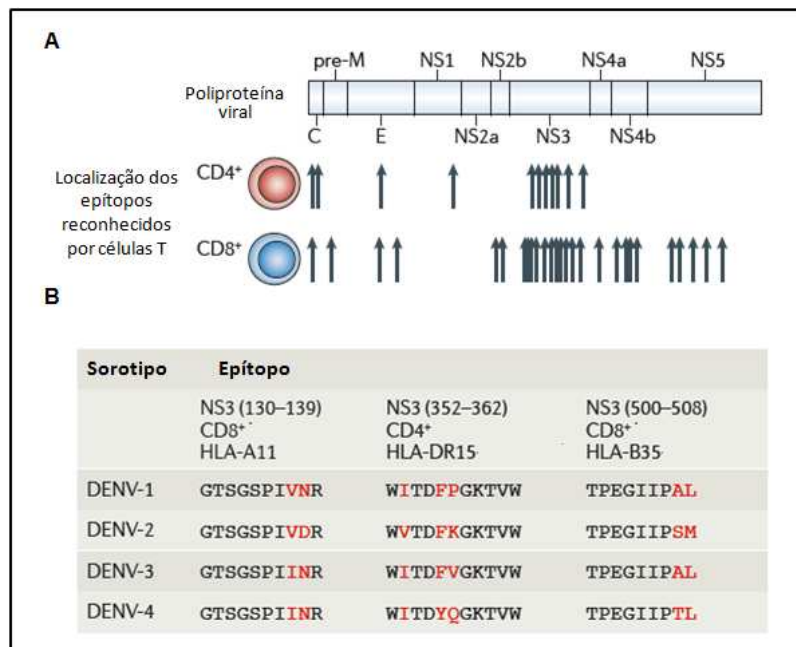 A
pre-M NS1 NS2b NS4a NS5
Poliproteína
viral
C E NS2a NS3 NS4b
Localização dos
epítopos
reconhecidos
por células T
CD4+
CD8+
B
Sorotipo Epítopo
NS3 (130–139) NS3 (352–362) NS3 (500–508)
CD8+ CD4+ CD8+
HLA-A11 HLA-DR15 HLA-B35
DENV-1 GTSGSPIVNR WITDFPGKTVW TPEGIIPAL
DENV-2 GTSGSPIVDR WVTDFKGKTVW TPEGIIPSM
DENV-3 GTSGSPIINR WITDFVGKTVW TPEGIIPAL
DENV-4 GTSGSPIINR WITDYQGKTVW TPEGIIPTL